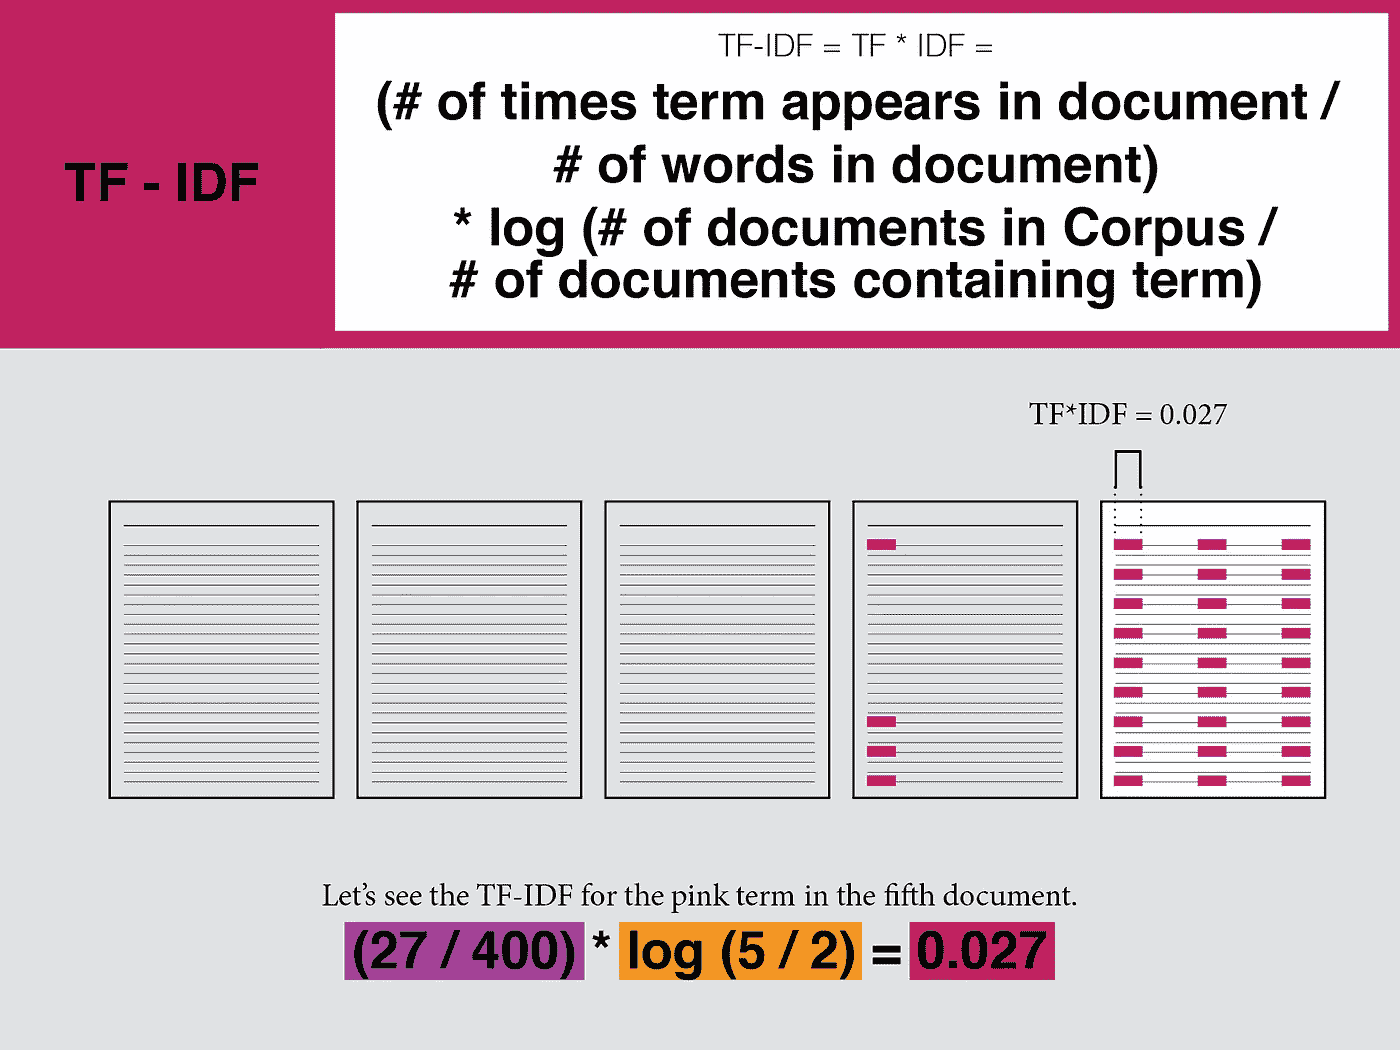 TF - IDF
TF-IDF = TF * IDF =
(# of times term appears in document /
# of words in document)
* log (# of documents in Corpus /
# of documents containing term)
TF*IDF = 0.027
Let's see the TF-IDF for the pink term in the fifth document.
(27 / 400) * log (5 / 2) = 0.027